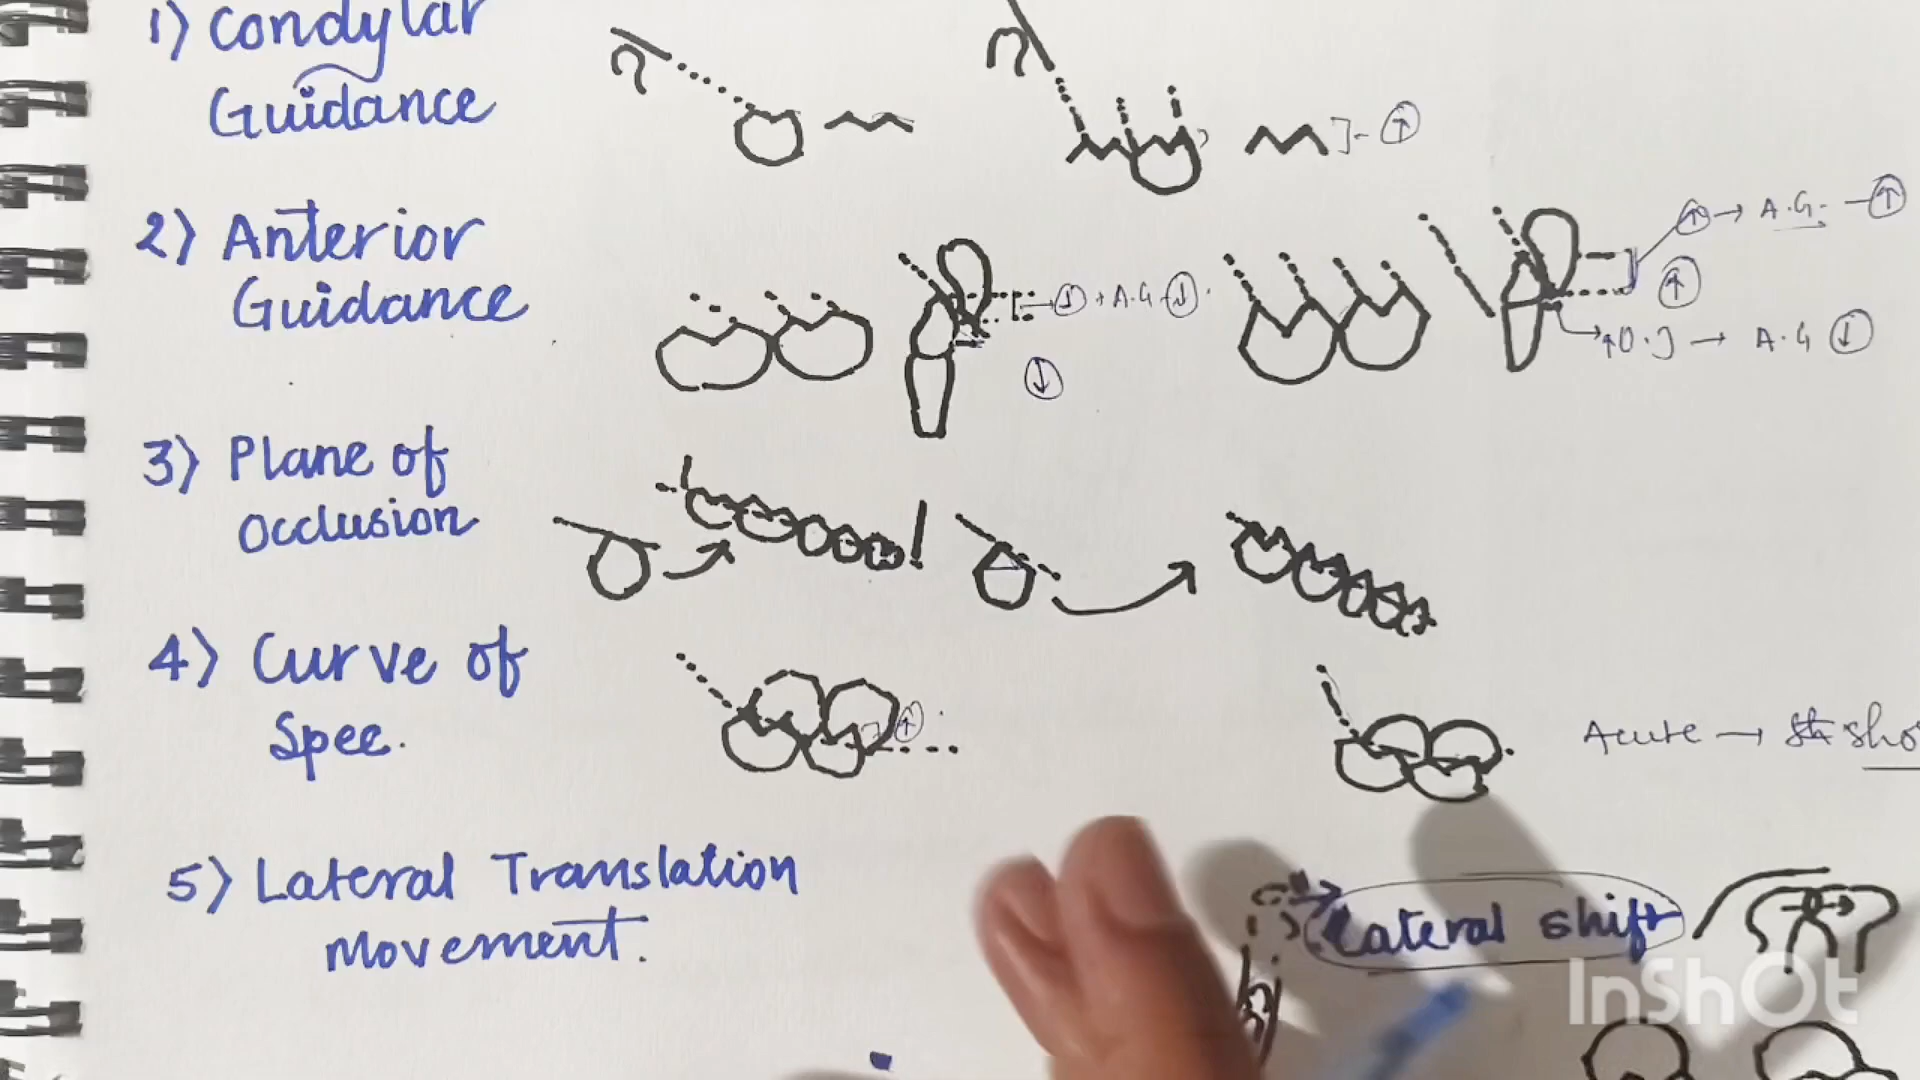 1) Condylar
Guidance
]- ↑
2) Anterior
Guidance
↓ + A.G ↓
↑ → A.G. - ↑
↑
↓
↑O.J → A.G ↓
3) Plane of
Occlusion
4) Curve of
Spee.
↑
Acute →
5) Lateral Translation
Movement.
Lateral shift
InShOt